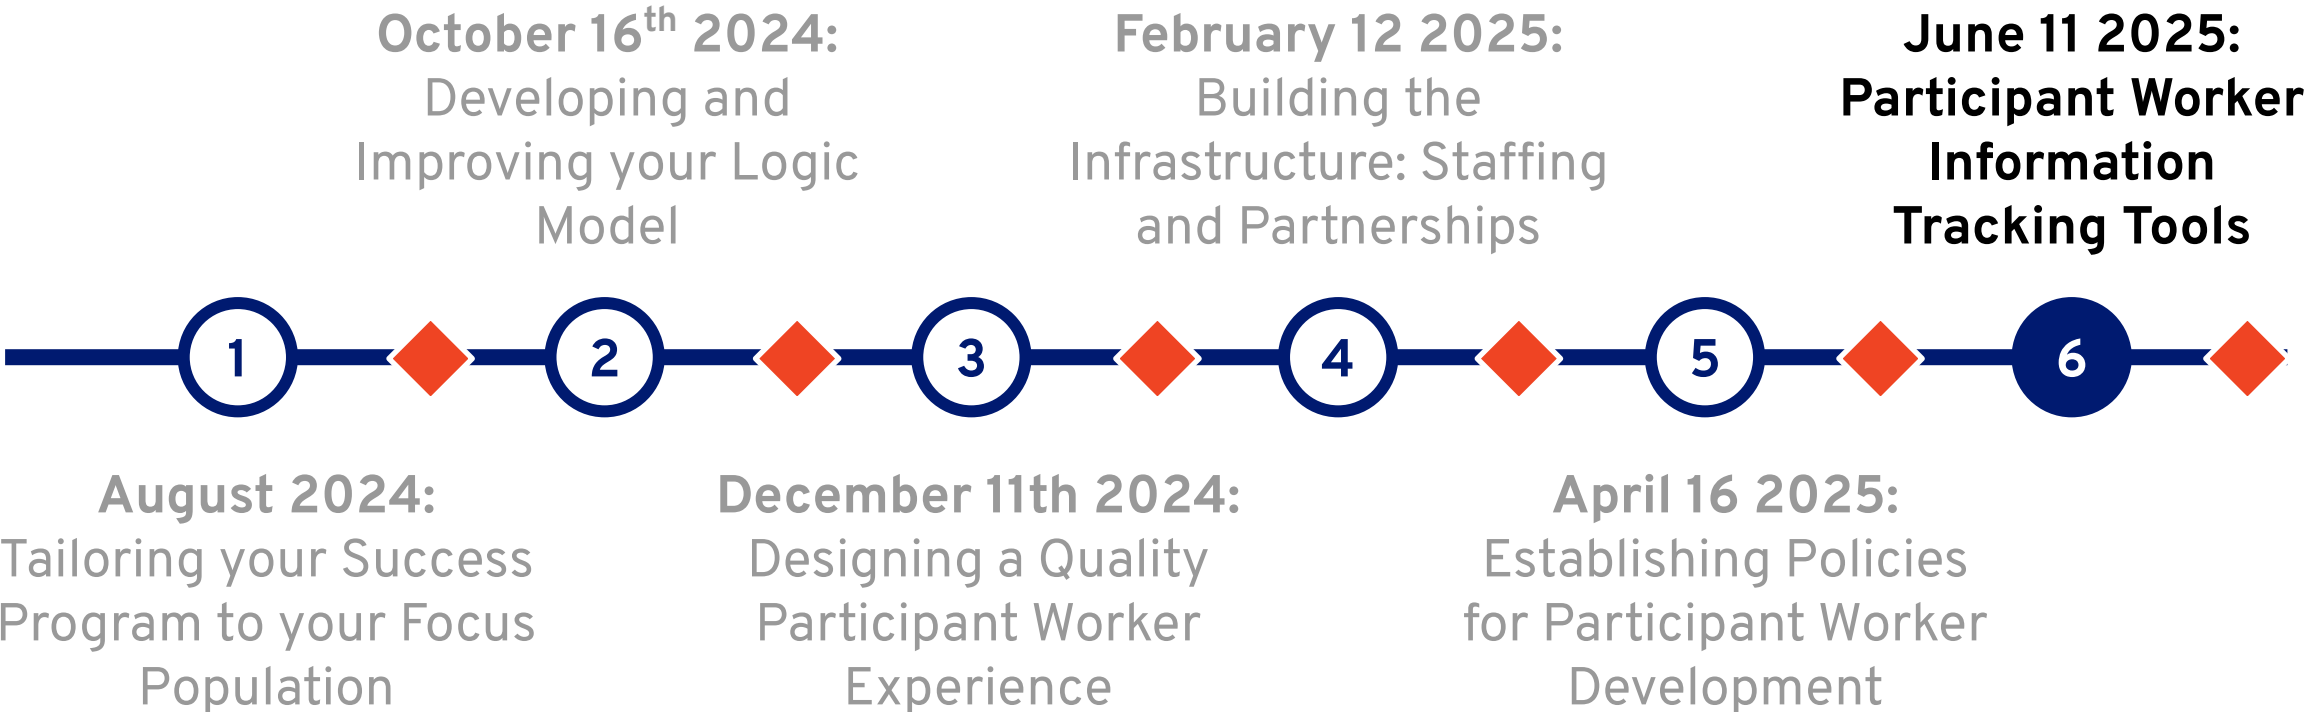 October 16th 2024:
Developing and
Improving your Logic
Model
February 12 2025:
Building the
Infrastructure: Staffing
and Partnerships
June 11 2025:
Participant Worker
Information
Tracking Tools
1
2
3
4
5
6
August 2024:
Tailoring your Success
Program to your Focus
Population
December 11th 2024:
Designing a Quality
Participant Worker
Experience
April 16 2025:
Establishing Policies
for Participant Worker
Development